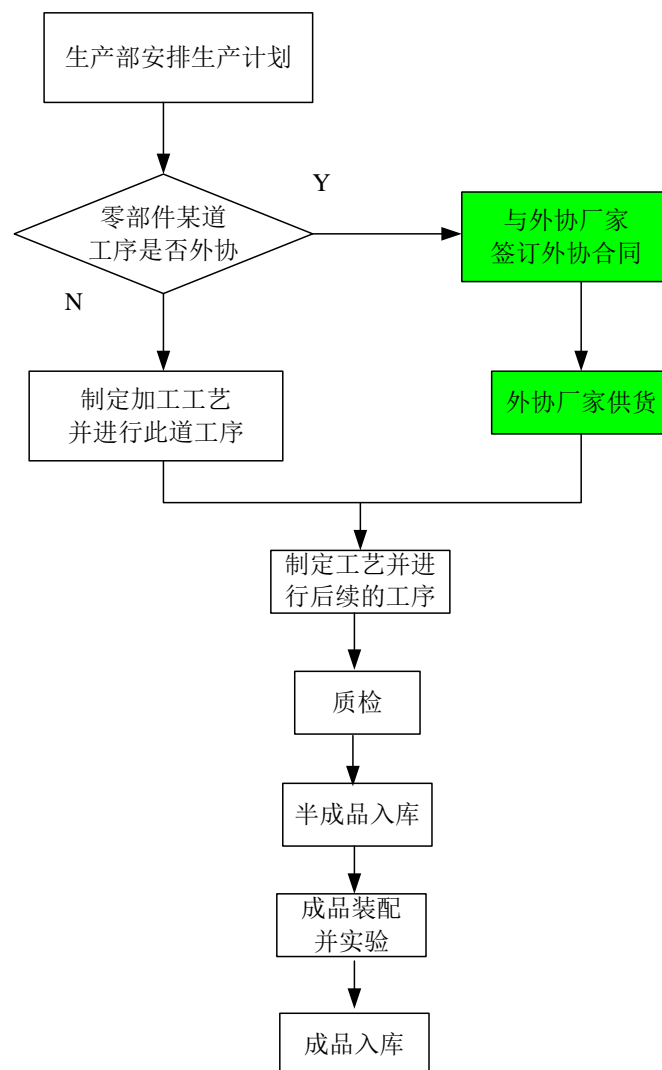 生产部安排生产计划
Y
零部件某道
工序是否外协
与外协厂家
签订外协合同
N
制定加工工艺
并进行此道工序
外协厂家供货
制定工艺并进
行后续的工序
质检
半成品入库
成品装配
并实验
成品入库